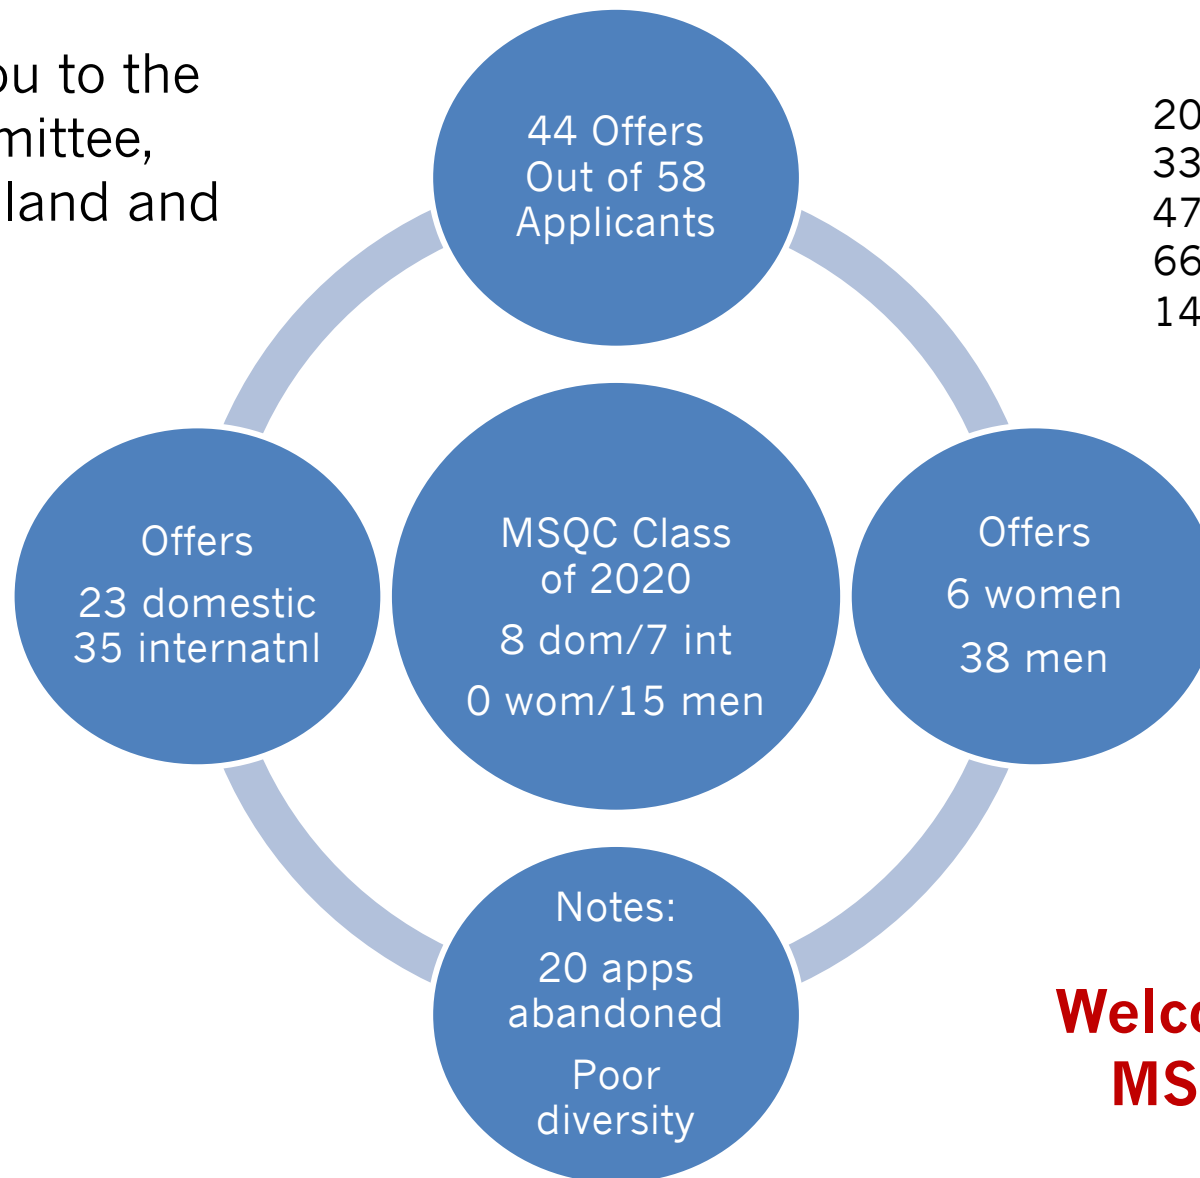 ou to the
mittee,
land and
44 Offers
Out of 58
Applicants
20
33
47
66
14
Offers
23 domestic
35 internatnl
MSQC Class
of 2020
8 dom/7 int
0 wom/15 men
Offers
6 women
38 men
Notes:
20 apps
abandoned
Poor
diversity
Welco
MS